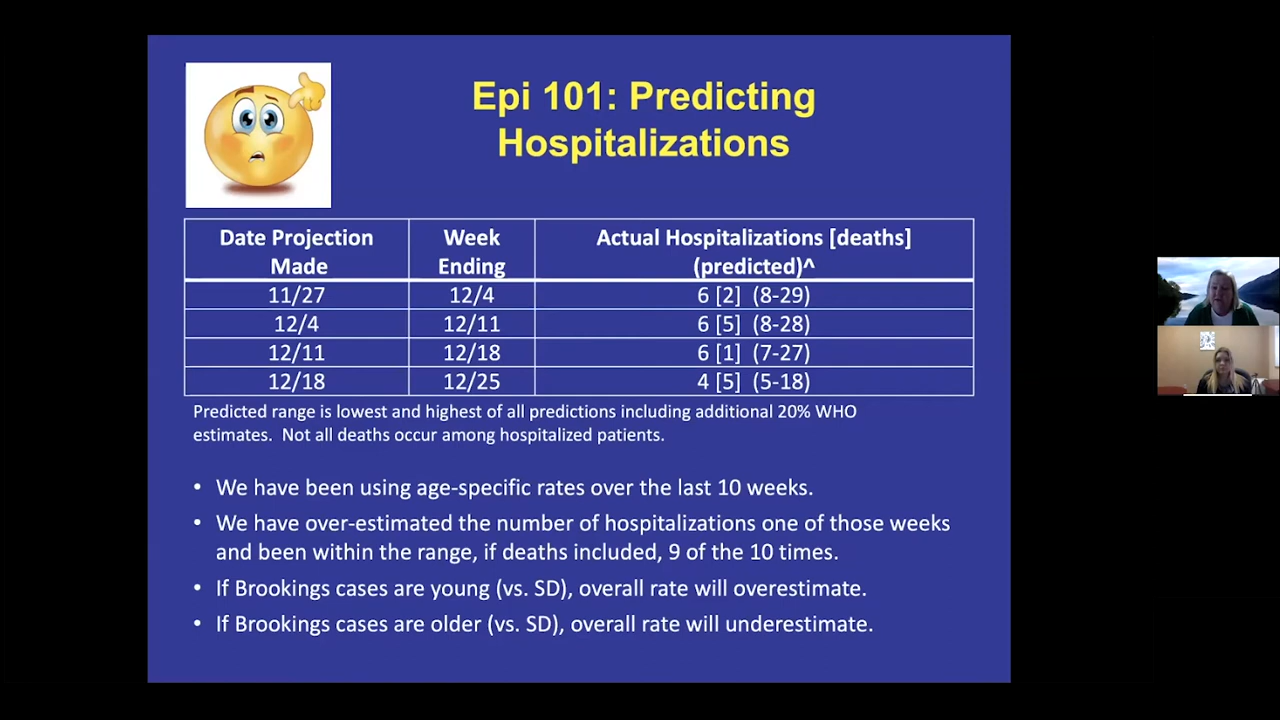 Epi 101: Predicting
Hospitalizations
Date Projection Made
Week Ending
Actual Hospitalizations [deaths] (predicted)^
11/27 12/4 6 [2] (8-29)
12/4 12/11 6 [5] (8-28)
12/11 12/18 6 [1] (7-27)
12/18 12/25 4 [5] (5-18)
Predicted range is lowest and highest of all predictions including additional 20% WHO
estimates. Not all deaths occur among hospitalized patients.
• We have been using age-specific rates over the last 10 weeks.
• We have over-estimated the number of hospitalizations one of those weeks
and been within the range, if deaths included, 9 of the 10 times.
• If Brookings cases are young (vs. SD), overall rate will overestimate.
• If Brookings cases are older (vs. SD), overall rate will underestimate.